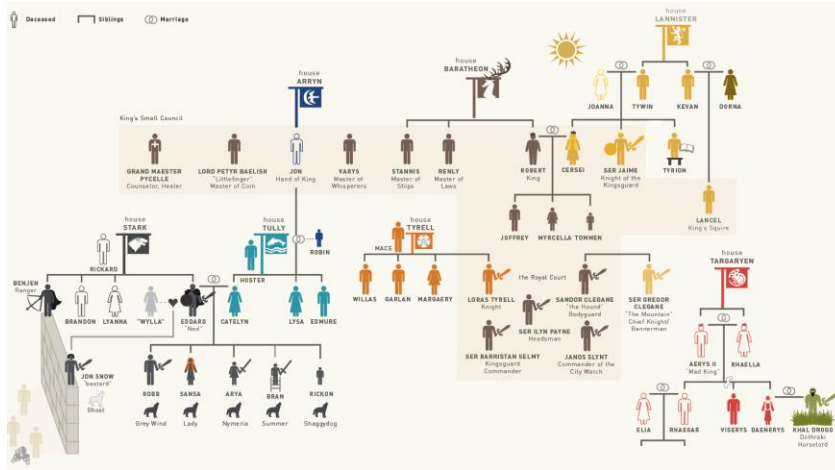 Deceased
Siblings
Marriage
house
LANNISTER
house
BARATHEON
house
ARRYN
JOANNA
TYWIN
KEVAN
DORNA
King's Small Council
GRAND MAESTER
PYCELLE
Counselor, Healer
LORD PETYR BAELISH
"Littlefinger"
Master of Coin
JON
Hand of King
VARYS
Master of
Whisperers
STANNIS
Master of
Ships
RENLY
Master of
Laws
ROBERT
King
CERSEI
SER JAIME
Knight of the
Kingsguard
TYRION
LANCEL
King's Squire
JOFFREY
MYRCELLA
TOMMEN
house
STARK
house
TULLY
ROBIN
house
TYRELL
MACE
RICKARD
HOSTER
BENJEN
Ranger
BRANDON
LYANNA
"WYLLA"
EDDARD
"Ned"
CATELYN
LYSA
EDMURE
WILLAS
GARLAN
MARGAERY
LORAS TYRELL
Knight
the Royal Court
SANDOR CLEGANE
"the Hound"
Bodyguard
SER GREGOR
CLEGANE
"The Mountain"
Chief Knight/
Bannerman
SER ILYN PAYNE
Headsman
SER BARRISTAN SELMY
Kingsguard
Commander
JANOS SLYNT
Commander of
the City Watch
house
TARGARYEN
AERYS II
"Mad King"
RHAELLA
JON SNOW
"bastard"
Ghost
ROBB
SANSA
ARYA
BRAN
RICKON
Grey Wind
Lady
Nymeria
Summer
Shaggydog
ELIA
RHAEGAR
VISERYS
DAENERYS
KHAL DROGO
Dothraki
Horselord